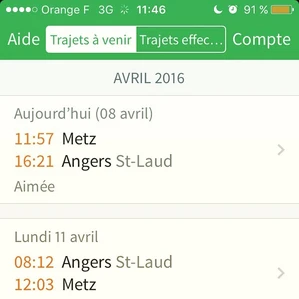 Orange F 3G 11:46 91 %
Aide Trajets à venir Trajets effec... Compte
AVRIL 2016
Aujourd'hui (08 avril)
11:57 Metz
16:21 Angers St-Laud
Aimée
Lundi 11 avril
08:12 Angers St-Laud
12:03 Metz